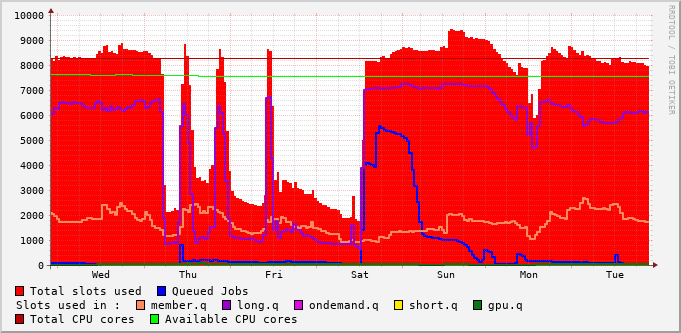 10000
9000
8000
7000
6000
5000
4000
3000
2000
1000
0
Wed Thu Fri Sat Sun Mon Tue
RRDTOOL / TOBI OETIKER
Total slots used Queued Jobs
Slots used in : member.q long.q ondemand.q short.q gpu.q
Total CPU cores Available CPU cores